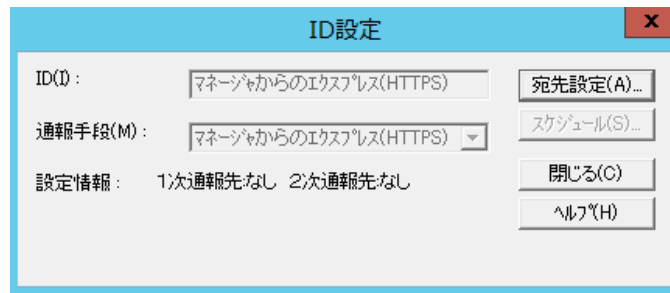 ID設定
x
ID(I) :
マネージャからのエクスプレス(HTTPS)
宛先設定(A)...
通報手段(M) :
マネージャからのエクスプレス(HTTPS)
スケジュール(S)...
設定情報 :
1次通報先:なし 2次通報先:なし
閉じる(C)
ヘルプ(H)